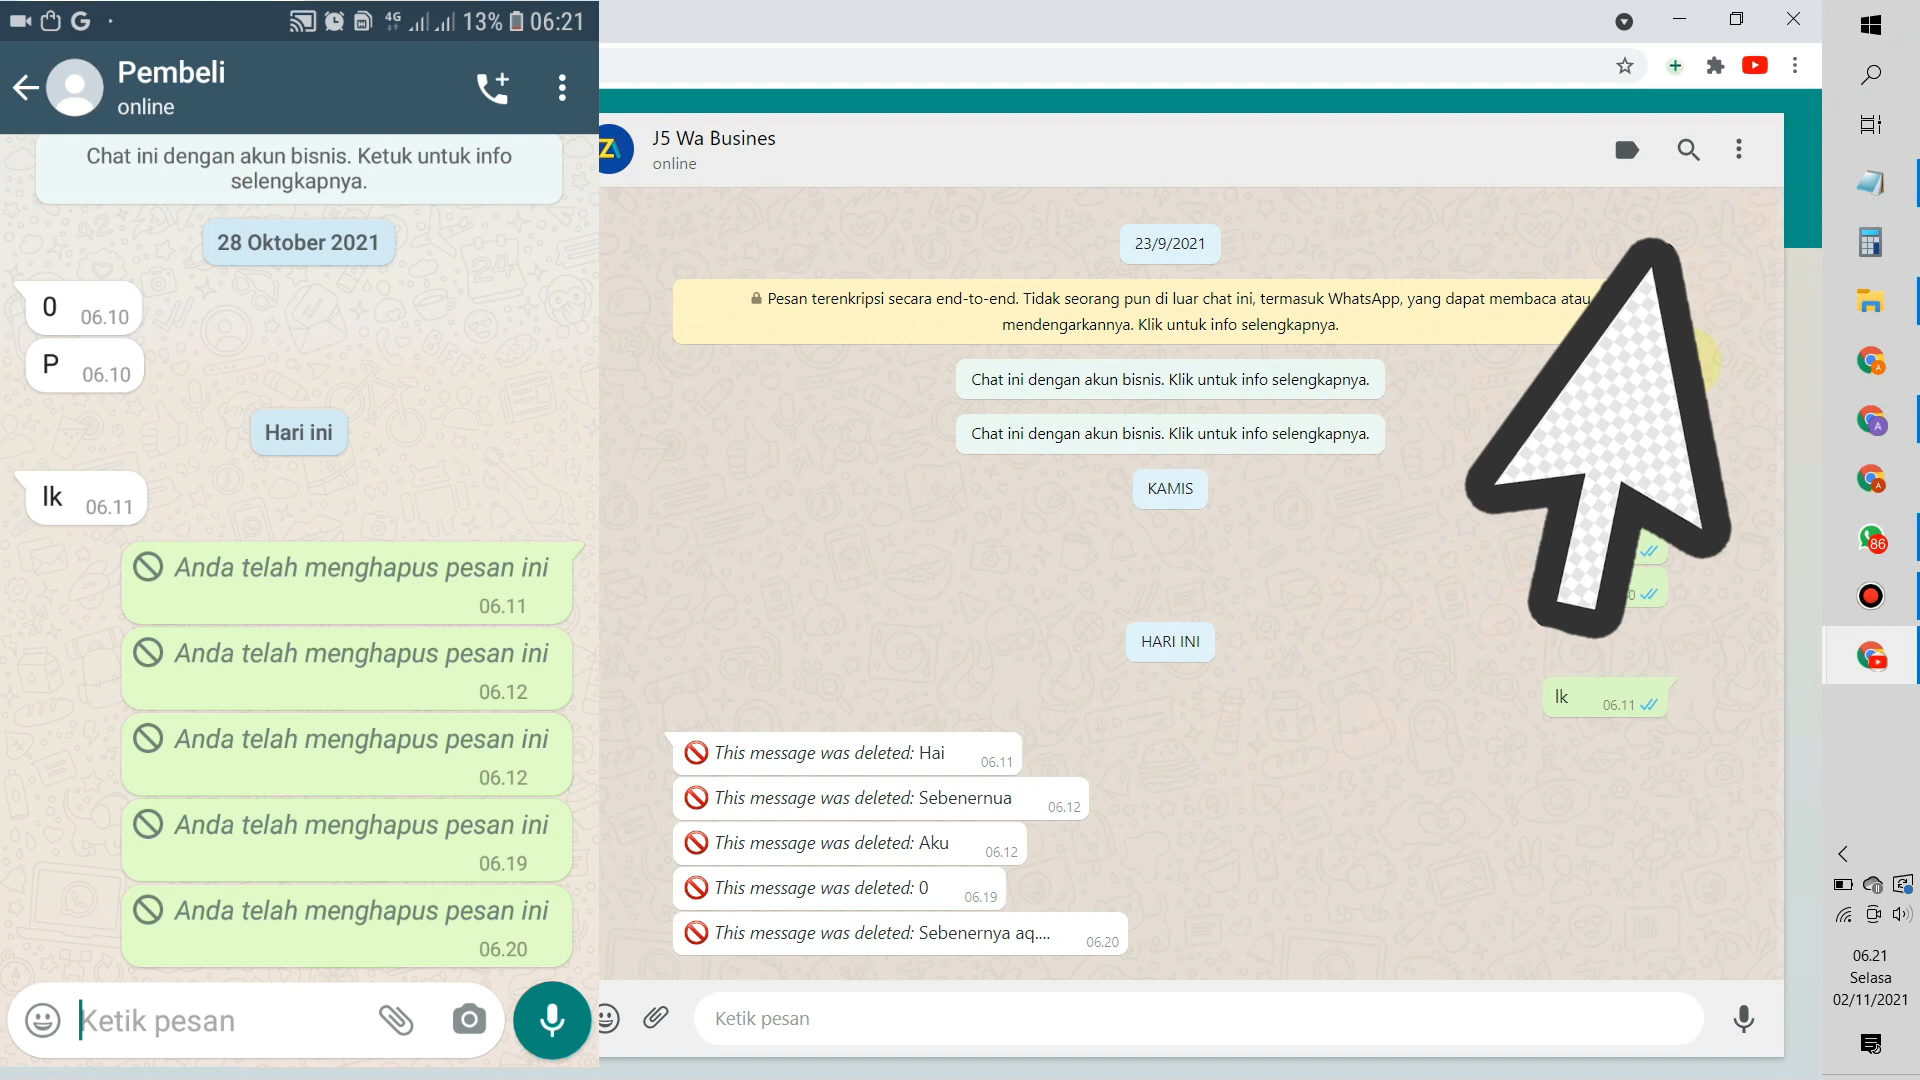 4G 13% 06:21
Pembeli
online
Chat ini dengan akun bisnis. Ketuk untuk info
selengkapnya.
28 Oktober 2021
0 06.10
P 06.10
Hari ini
lk 06.11
Anda telah menghapus pesan ini
06.11
Anda telah menghapus pesan ini
06.12
Anda telah menghapus pesan ini
06.12
Anda telah menghapus pesan ini
06.19
Anda telah menghapus pesan ini
06.20
Ketik pesan
J5 Wa Busines
online
23/9/2021
Pesan terenkripsi secara end-to-end. Tidak seorang pun di luar chat ini, termasuk WhatsApp, yang dapat membaca atau
mendengarkannya. Klik untuk info selengkapnya.
Chat ini dengan akun bisnis. Klik untuk info selengkapnya.
Chat ini dengan akun bisnis. Klik untuk info selengkapnya.
KAMIS
HARI INI
lk 06.11
This message was deleted: Hai 06.11
This message was deleted: Sebenernua 06.12
This message was deleted: Aku 06.12
This message was deleted: 0 06.19
This message was deleted: Sebenernya aq.... 06.20
Ketik pesan
86
06.21
Selasa
02/11/2021